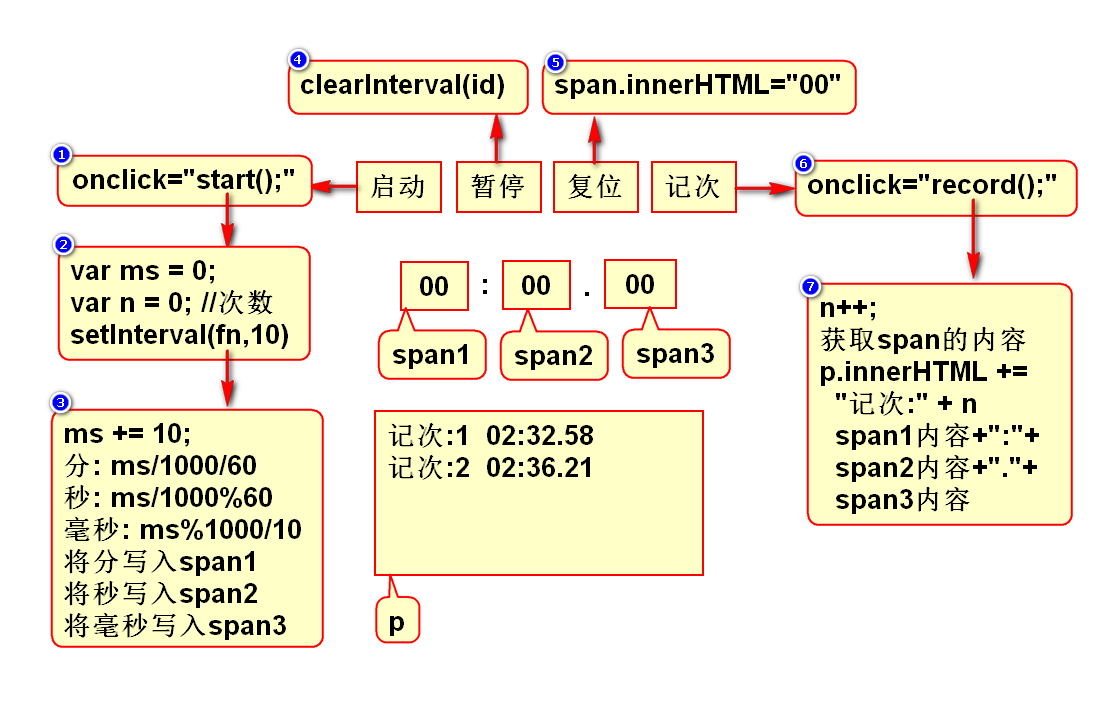 4
clearInterval(id)
5
span.innerHTML="00"
1
onclick="start();"
启动
暂停
复位
记次
6
onclick="record();"
2
var ms = 0;
var n = 0; //次数
setInterval(fn,10)
00 : 00 . 00
span1
span2
span3
7
n++;
获取span的内容
p.innerHTML +=
"记次:" + n
span1内容+":"+
span2内容+"."+
span3内容
3
ms += 10;
分: ms/1000/60
秒: ms/1000%60
毫秒: ms%1000/10
将分写入span1
将秒写入span2
将毫秒写入span3
记次:1 02:32.58
记次:2 02:36.21
p